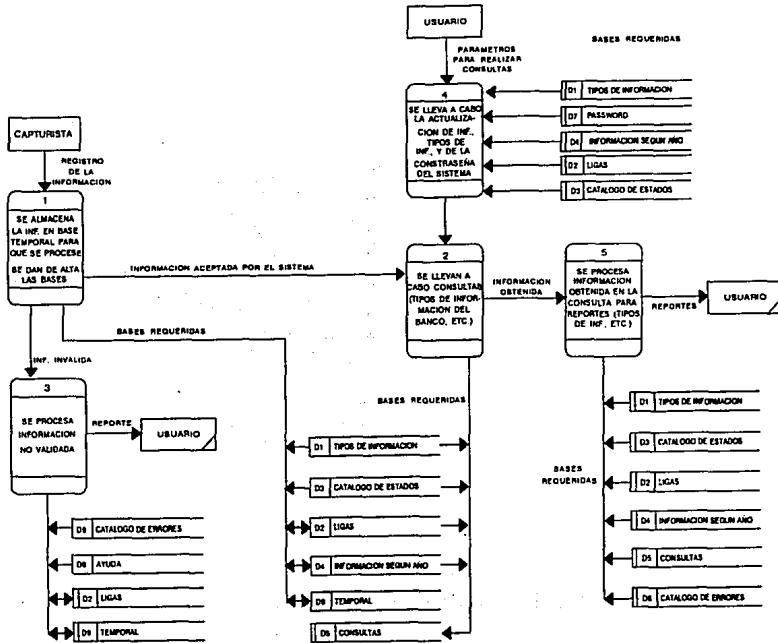 USUARIO
BASES REQUERIDAS
PARAMETROS
PARA REALIZAR
CONSULTAS
4
SE LLEVA A CABO
LA ACTUALIZA-
CION DE INF.,
TIPOS DE
INF., Y DE LA
CONSTRASEÑA
DEL SISTEMA
D1 TIPOS DE INFORMACION
D7 PASSWORD
D4 INFORMACION SEGUN AÑO
D2 LIGAS
D3 CATALOGO DE ESTADOS
CAPTURISTA
REGISTRO
DE LA
INFORMACION
1
SE ALMACENA
LA INF. EN BASE
TEMPORAL PARA
QUE SE PROCESE
SE DAN DE ALTA
LAS BASES
INFORMACION ACEPTADA POR EL SISTEMA
2
SE LLEVAN A
CABO CONSULTAS
(TIPOS DE INFOR-
MACION DEL
BANCO, ETC.)
INFORMACION
OBTENIDA
5
SE PROCESA
INFORMACION
OBTENIDA EN LA
CONSULTA PARA
REPORTES (TIPOS
DE INF, ETC.)
REPORTES
USUARIO
BASES REQUERIDAS
INF. INVALIDA
3
SE PROCESA
INFORMACION
NO VALIDADA
REPORTE
USUARIO
BASES REQUERIDAS
D1 TIPOS DE INFORMACION
D3 CATALOGO DE ESTADOS
D2 LIGAS
D4 INFORMACION SEGUN AÑO
TEMPORAL
CONSULTAS
BASES
REQUERIDAS
D1 TIPOS DE INFORMACION
D3 CATALOGO DE ESTADOS
D2 LIGAS
D4 INFORMACION SEGUN AÑO
D5 CONSULTAS
D6 CATALOGO DE ERRORES
CATALOGO DE ERRORES
AYUDA
D2 LIGAS
TEMPORAL